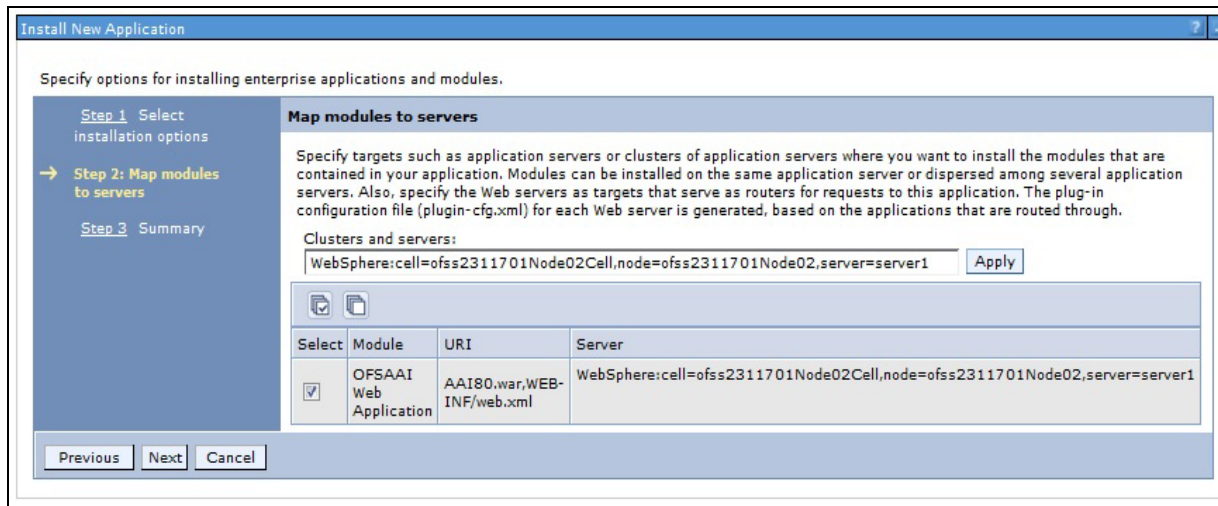 Install New Application
?
Specify options for installing enterprise applications and modules.
Step 1 Select
installation options
Step 2: Map modules
to servers
Step 3 Summary
Map modules to servers
Specify targets such as application servers or clusters of application servers where you want to install the modules that are
contained in your application. Modules can be installed on the same application server or dispersed among several application
servers. Also, specify the Web servers as targets that serve as routers for requests to this application. The plug-in
configuration file (plugin-cfg.xml) for each Web server is generated, based on the applications that are routed through.
Clusters and servers:
WebSphere:cell=ofss2311701Node02Cell,node=ofss2311701Node02,server=server1 Apply
Select Module URI Server
OFSAAI
Web
Application
AAI80.war,WEB-
INF/web.xml
WebSphere:cell=ofss2311701Node02Cell,node=ofss2311701Node02,server=server1
Previous Next Cancel